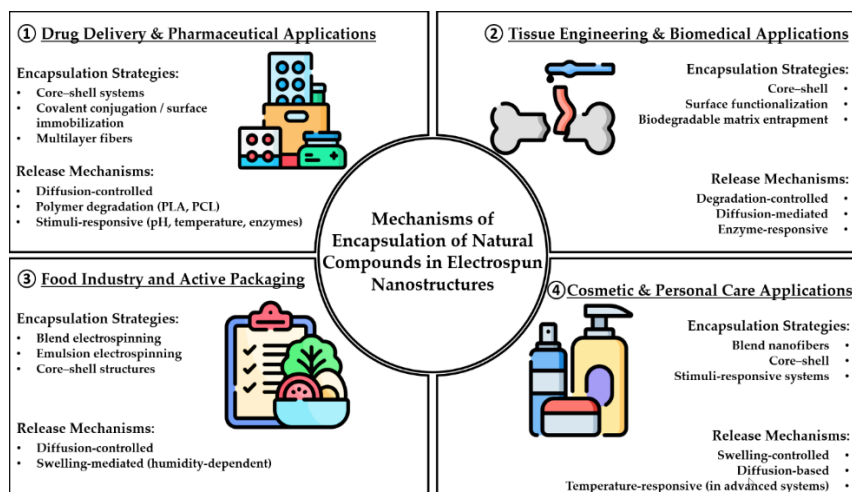 ① Drug Delivery & Pharmaceutical Applications
Encapsulation Strategies:
• Core–shell systems
• Covalent conjugation / surface
immobilization
• Multilayer fibers
Release Mechanisms:
• Diffusion-controlled
• Polymer degradation (PLA, PCL)
• Stimuli-responsive (pH, temperature, enzymes)
② Tissue Engineering & Biomedical Applications
Encapsulation Strategies:
Core–shell •
Surface functionalization •
Biodegradable matrix entrapment •
Release Mechanisms:
Degradation-controlled •
Diffusion-mediated •
Enzyme-responsive •
Mechanisms of
Encapsulation of Natural
Compounds in Electrospun
Nanostructures
③ Food Industry and Active Packaging
Encapsulation Strategies:
• Blend electrospinning
• Emulsion electrospinning
• Core–shell structures
Release Mechanisms:
• Diffusion-controlled
• Swelling-mediated (humidity-dependent)
④ Cosmetic & Personal Care Applications
Encapsulation Strategies:
Blend nanofibers •
Core–shell •
Stimuli-responsive systems •
Release Mechanisms:
Swelling-controlled •
Diffusion-based •
Temperature-responsive (in advanced systems) •